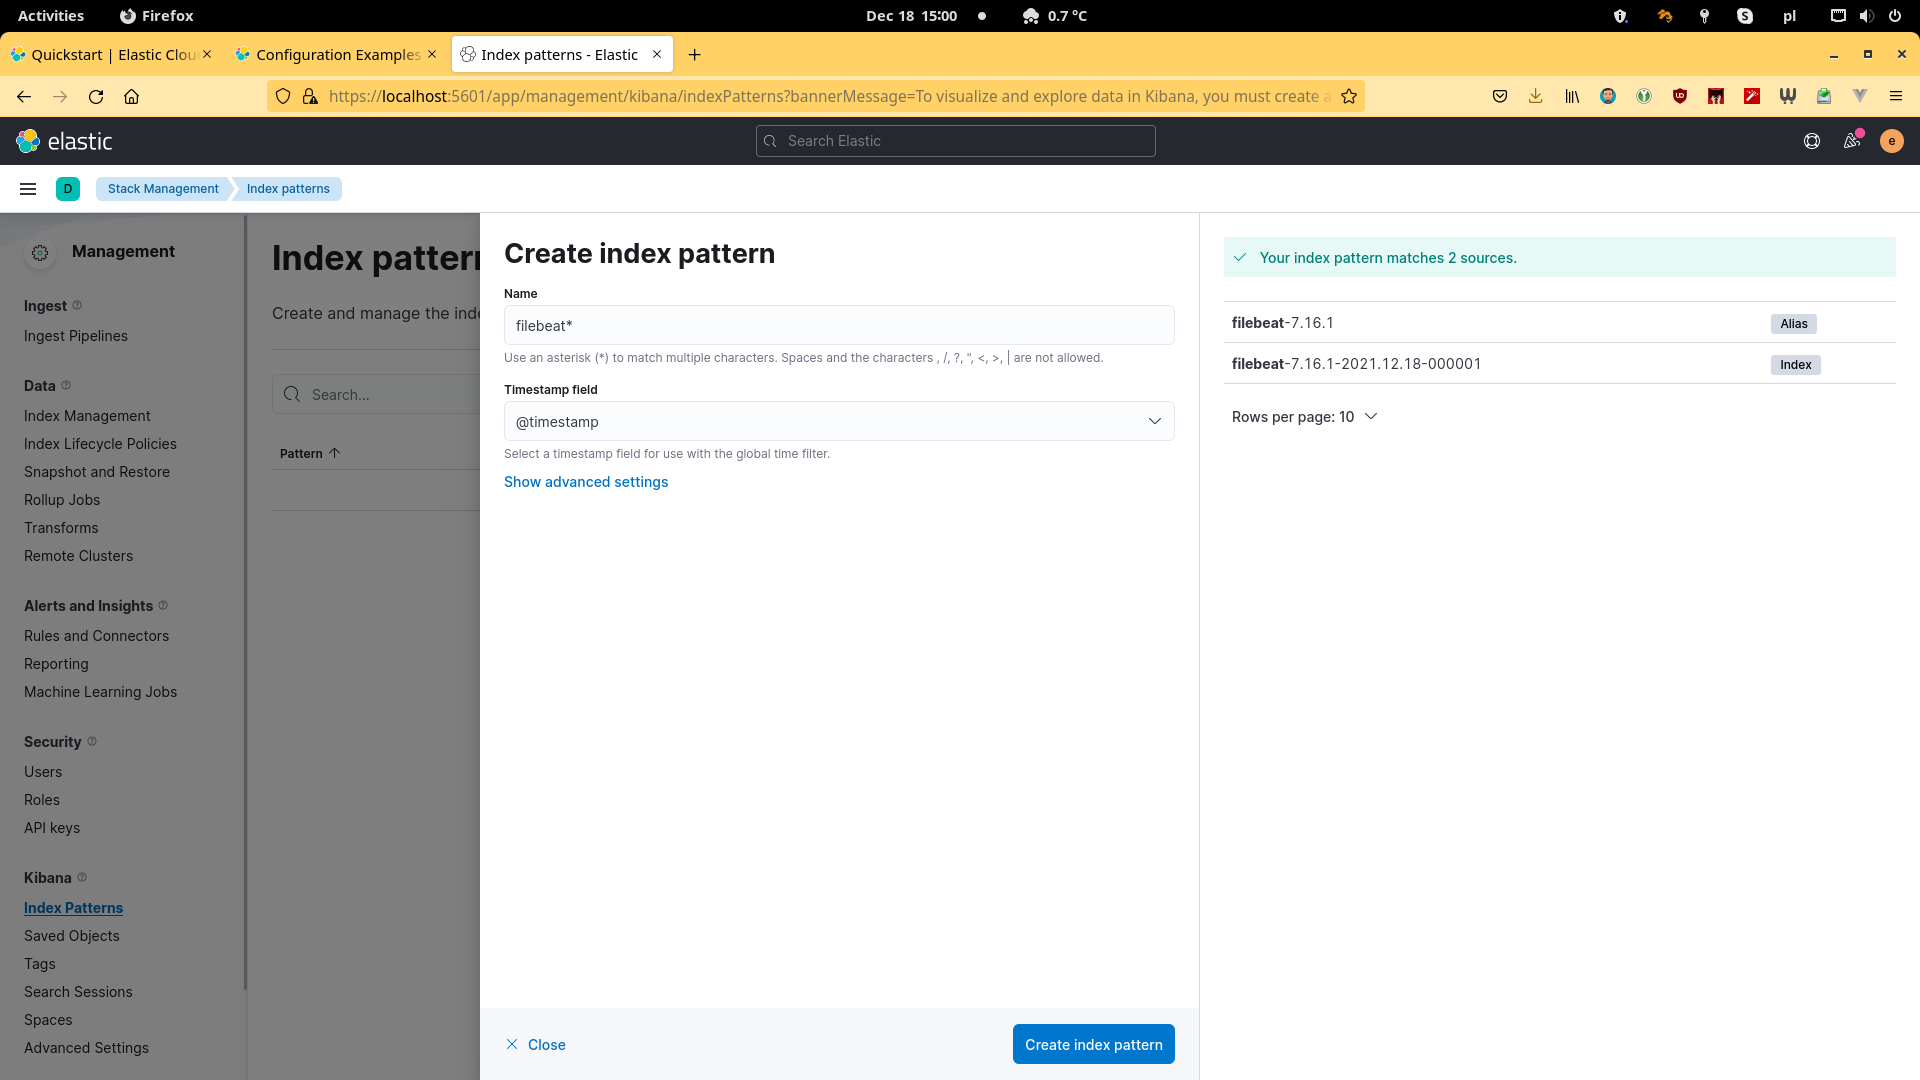 Activities Firefox Dec 18 15:00 0.7 °C pl
Quickstart | Elastic Clou Configuration Examples Index patterns - Elastic
https://localhost:5601/app/management/kibana/indexPatterns?bannerMessage=To visualize and explore data in Kibana, you must create a
elastic Search Elastic e
D Stack Management Index patterns
Management
Ingest
Ingest Pipelines
Data
Index Management
Index Lifecycle Policies
Snapshot and Restore
Rollup Jobs
Transforms
Remote Clusters
Alerts and Insights
Rules and Connectors
Reporting
Machine Learning Jobs
Security
Users
Roles
API keys
Kibana
Index Patterns
Saved Objects
Tags
Search Sessions
Spaces
Advanced Settings
Index pattern
Create and manage the inde
Search...
Pattern
Create index pattern
Name
filebeat*
Use an asterisk (*) to match multiple characters. Spaces and the characters , /, ?, ", <, >, | are not allowed.
Timestamp field
@timestamp
Select a timestamp field for use with the global time filter.
Show advanced settings
Close Create index pattern
Your index pattern matches 2 sources.
filebeat-7.16.1 Alias
filebeat-7.16.1-2021.12.18-000001 Index
Rows per page: 10